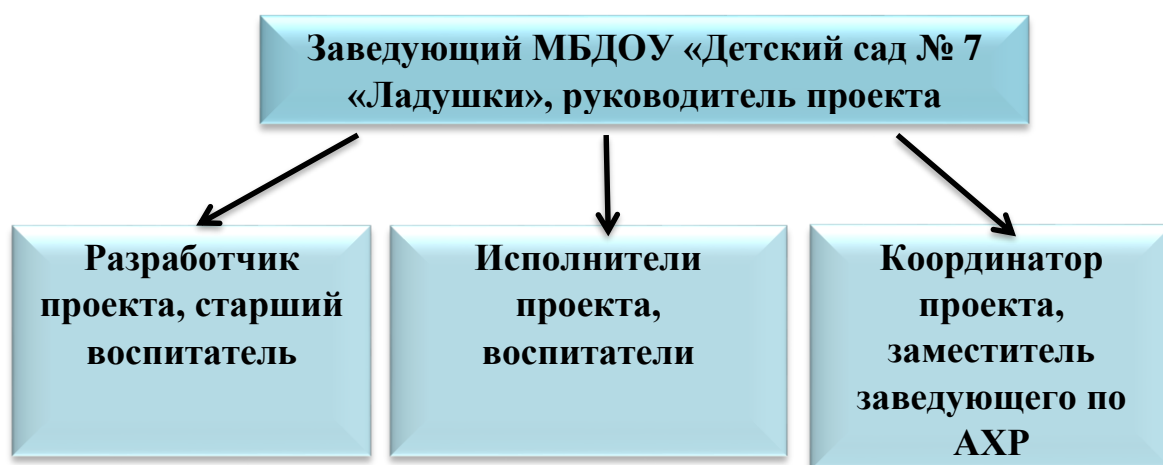 Заведующий МБДОУ «Детский сад № 7
«Ладушки», руководитель проекта
Разработчик
проекта, старший
воспитатель
Исполнители
проекта,
воспитатели
Координатор
проекта,
заместитель
заведующего по
АХР